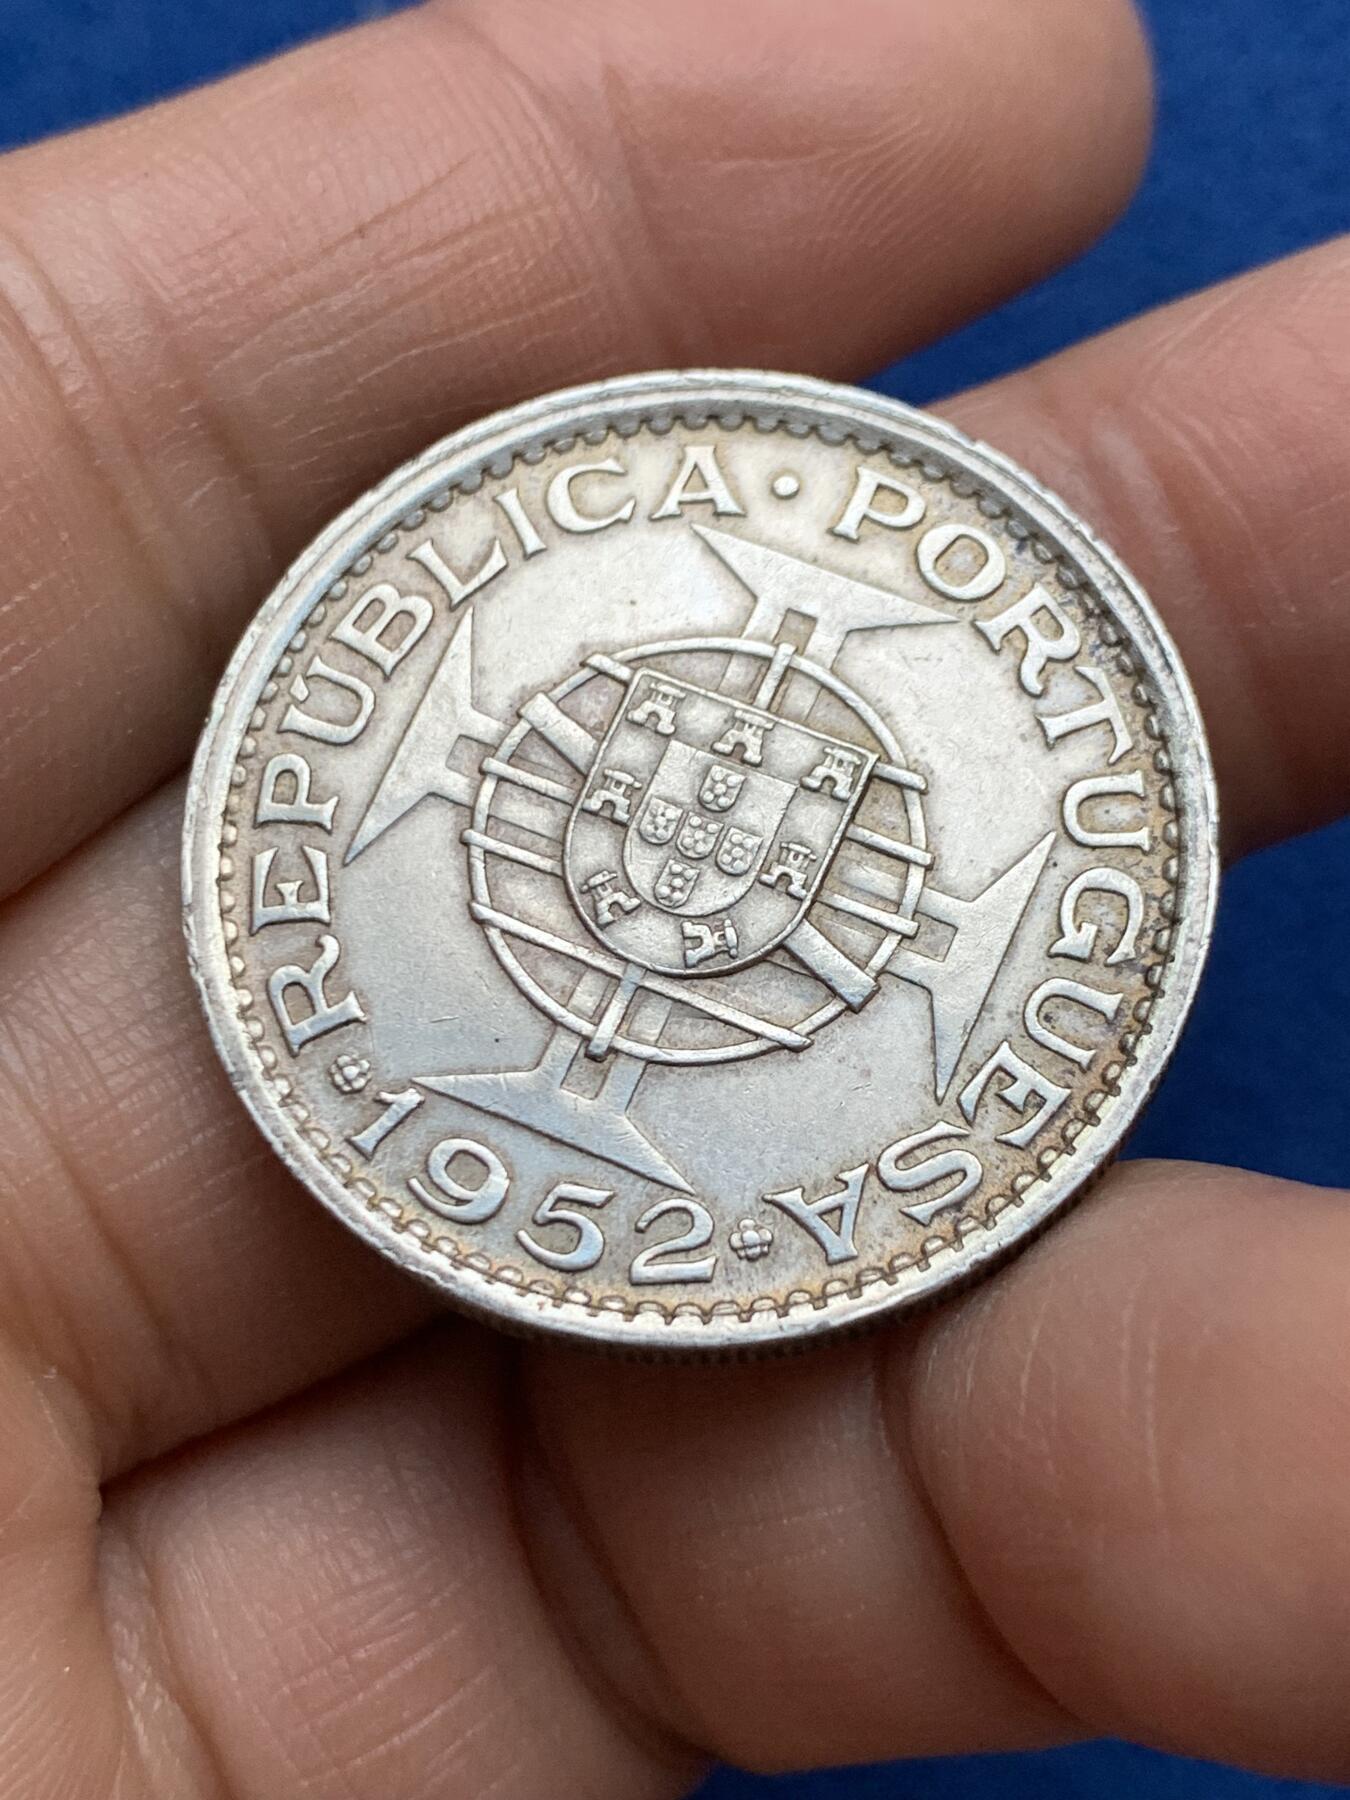 REPÚBLICA · PORTUGUESA
1952